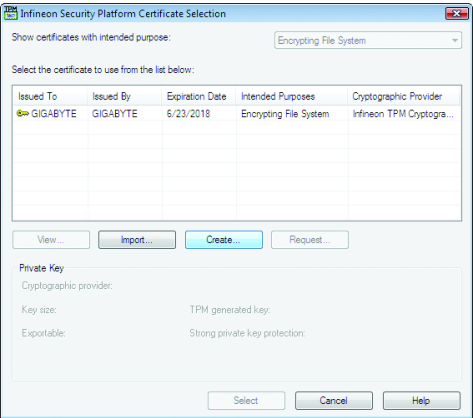 Infineon Security Platform Certificate Selection
Show certificates with intended purpose:
Encrypting File System
Select the certificate to use from the list below:
Issued To Issued By Expiration Date Intended Purposes Cryptographic Provider
GIGABYTE GIGABYTE 6/23/2018 Encrypting File System Infineon TPM Cryptogra...
View... Import... Create... Request...
Private Key
Cryptographic provider:
Key size: TPM generated key:
Exportable: Strong private key protection:
Select Cancel Help